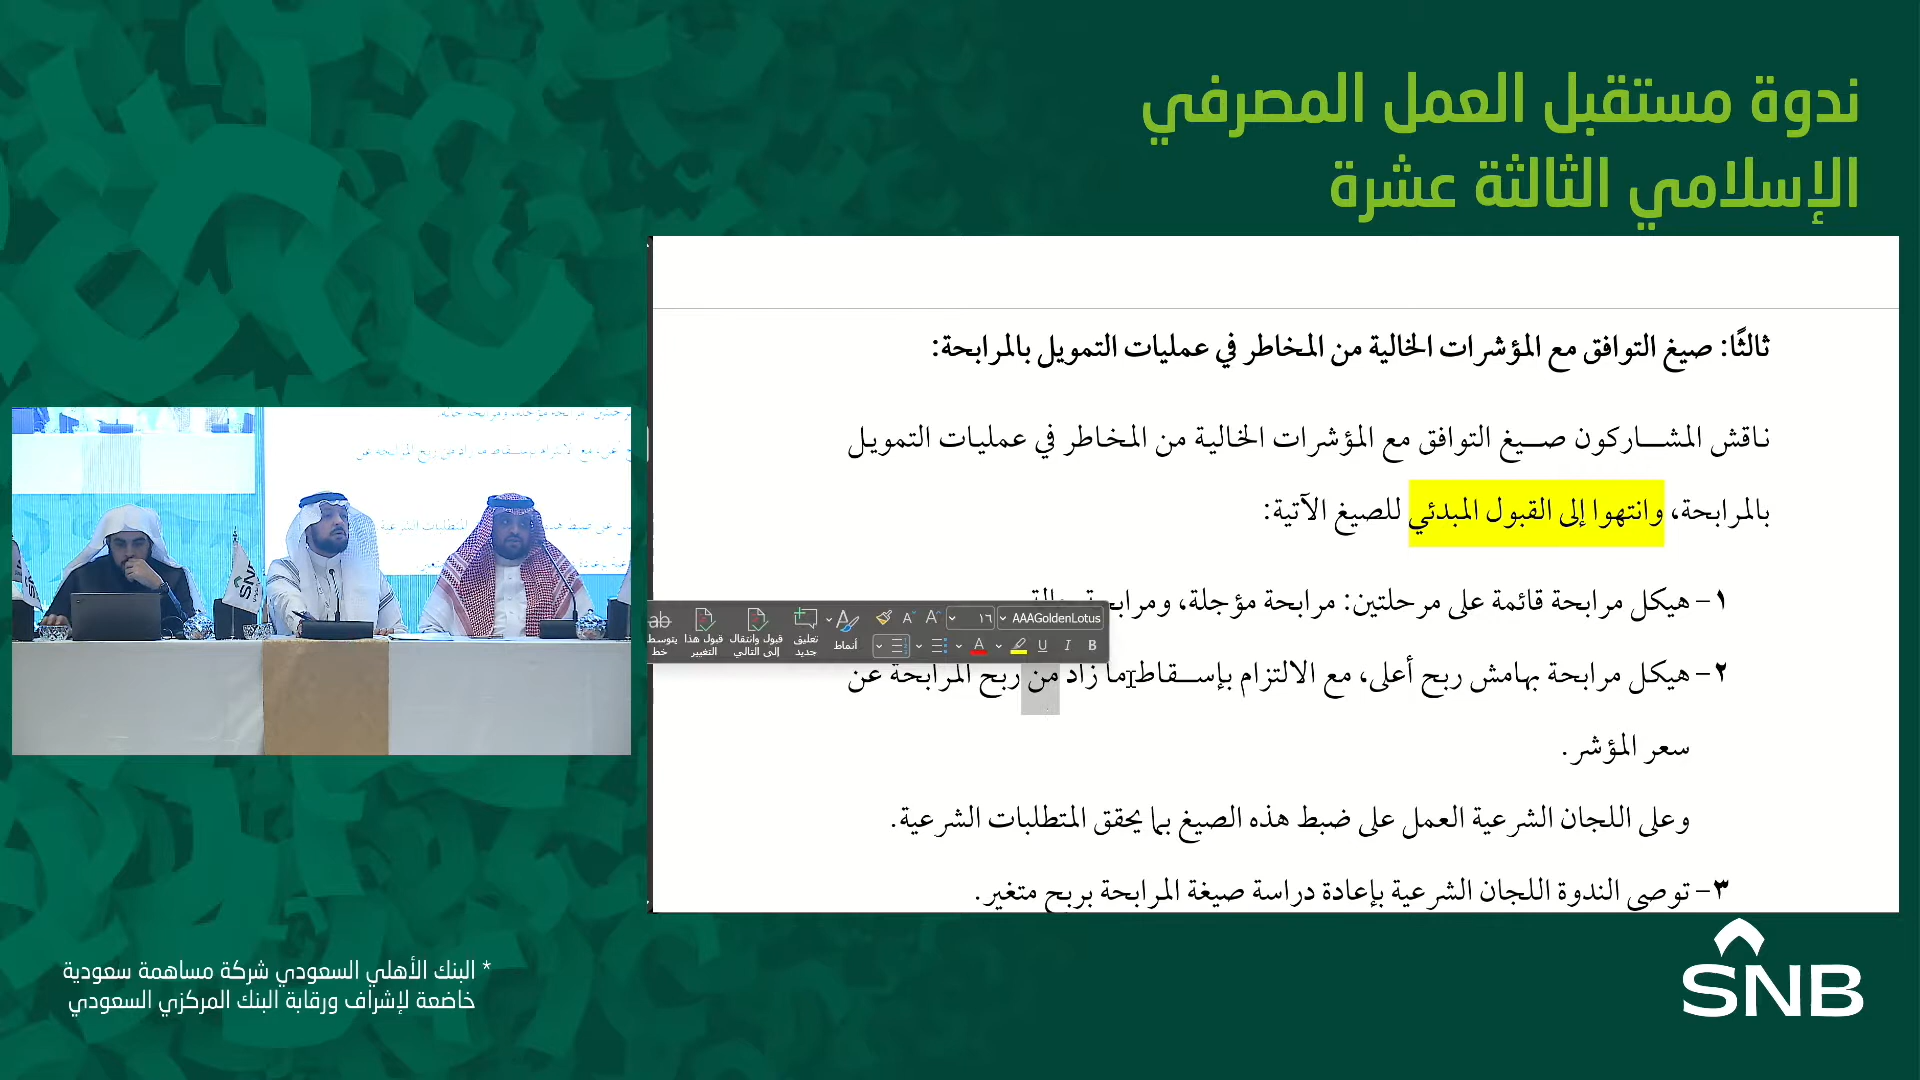 ندوة مستقبل العمل المصرفي
الإسلامي الثالثة عشرة
ثالثًا: صيغ التوافق مع المؤشرات الخالية من المخاطر في عمليات التمويل بالمرابحة:
ناقش المشاركون صيغ التوافق مع المؤشرات الخالية من المخاطر في عمليات التمويل
بالمرابحة، وانتهوا إلى القبول المبدئي للصيغ الآتية:
١- هيكل مرابحة قائمة على مرحلتين: مرابحة مؤجلة، ومرابحة حالة
AAAGoldenLotus ١٦
B I U A
أنماط
تعليق جديد
قبول وانتقال إلى التالي
قبول هذا التغيير
يتوسطه خط
٢- هيكل مرابحة بهامش ربح أعلى، مع الالتزام بإسقاط ما زاد من ربح المرابحة عن
سعر المؤشر.
وعلى اللجان الشرعية العمل على ضبط هذه الصيغ بما يحقق المتطلبات الشرعية.
٣- توصي الندوة اللجان الشرعية بإعادة دراسة صيغة المرابحة بربح متغير.
SNB
* البنك الأهلي السعودي شركة مساهمة سعودية
خاضعة لإشراف ورقابة البنك المركزي السعودي
SNB